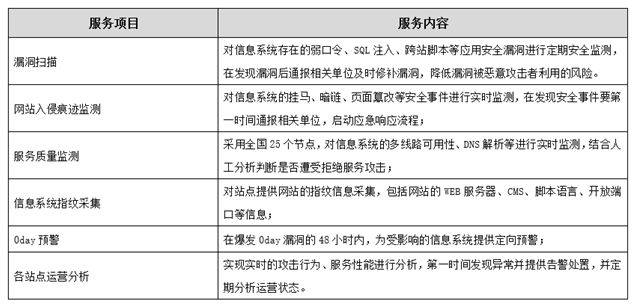 服务项目 服务内容
漏洞扫描 对信息系统存在的弱口令、SQL 注入、跨站脚本等应用安全漏洞进行定期安全监测，
在发现漏洞后通报相关单位及时修补漏洞，降低漏洞被恶意攻击者利用的风险。
网站入侵痕迹监测 对信息系统的挂马、暗链、页面篡改等安全事件进行实时监测，在发现安全事件要第
一时间通报相关单位，启动应急响应流程；
服务质量监测 采用全国 25 个节点，对信息系统的多线路可用性、DNS 解析等进行实时监测，结合人
工分析判断是否遭受拒绝服务攻击；
信息系统指纹采集 对站点提供网站的指纹信息采集，包括网站的 WEB 服务器、CMS、脚本语言、开放端
口等信息；
0day 预警 在爆发 0day 漏洞的 48 小时内，为受影响的信息系统提供定向预警；
各站点运营分析 实现实时的攻击行为、服务性能进行分析，第一时间发现异常并提供告警处置，并定
期分析运营状态。